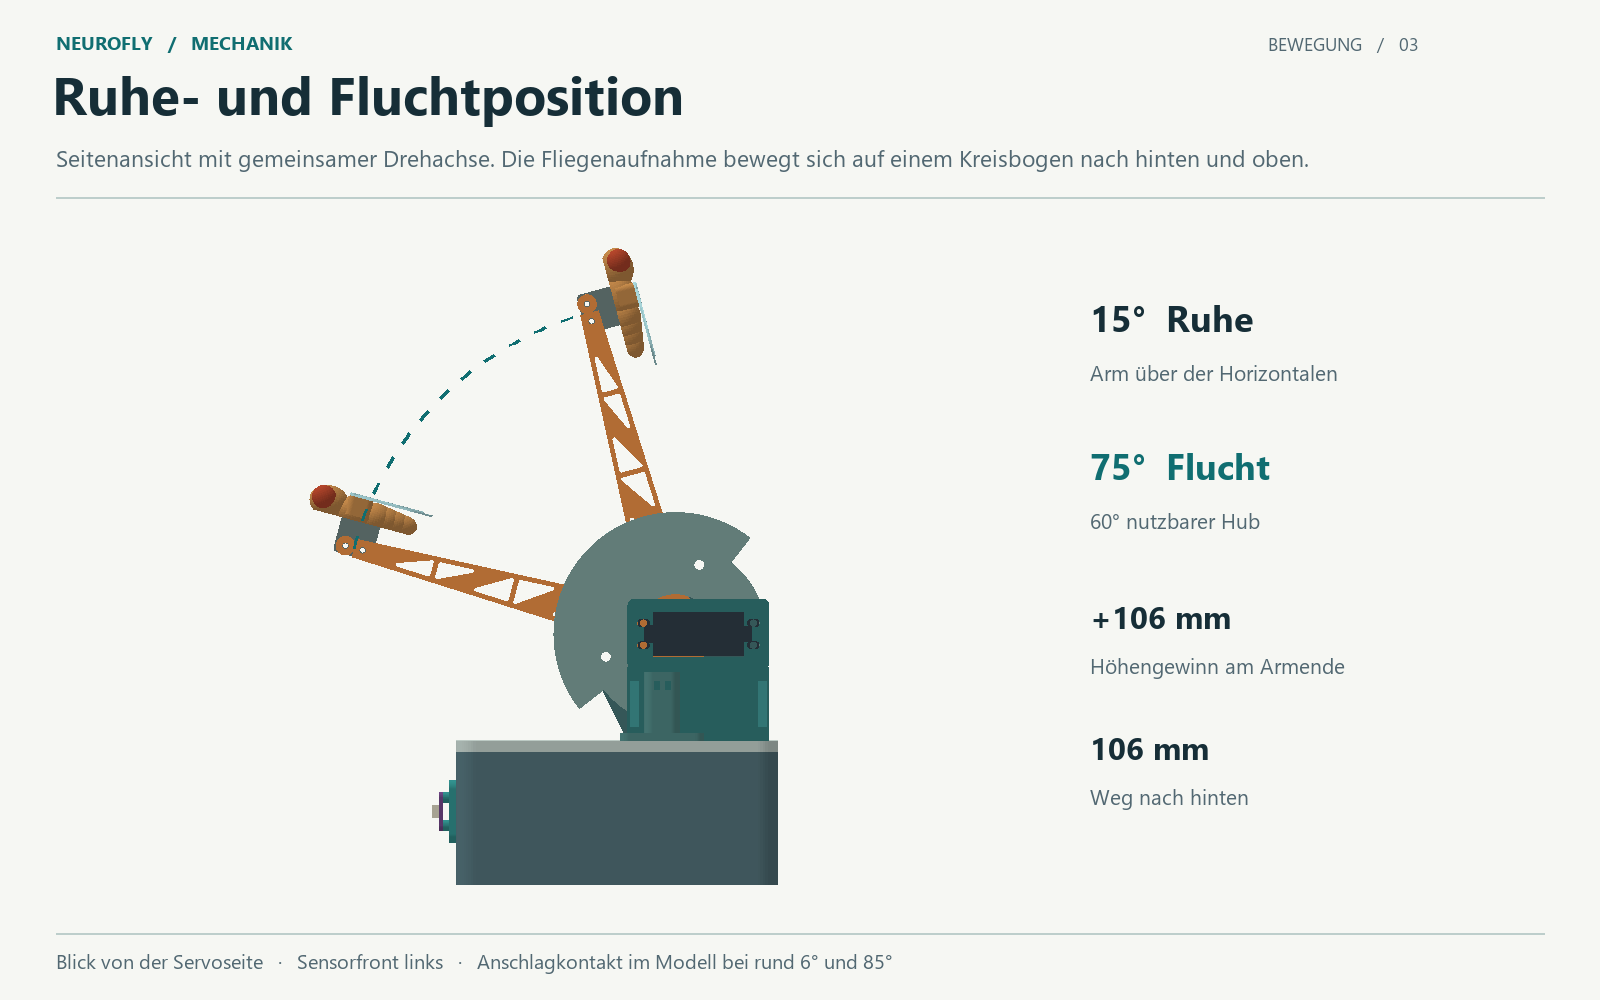 NEUROFLY / MECHANIK
BEWEGUNG / 03
Ruhe- und Fluchtposition
Seitenansicht mit gemeinsamer Drehachse. Die Fliegenaufnahme bewegt sich auf einem Kreisbogen nach hinten und oben.
15° Ruhe
Arm über der Horizontalen
75° Flucht
60° nutzbarer Hub
+106 mm
Höhengewinn am Armende
106 mm
Weg nach hinten
Blick von der Servoseite · Sensorfront links · Anschlagkontakt im Modell bei rund 6° und 85°